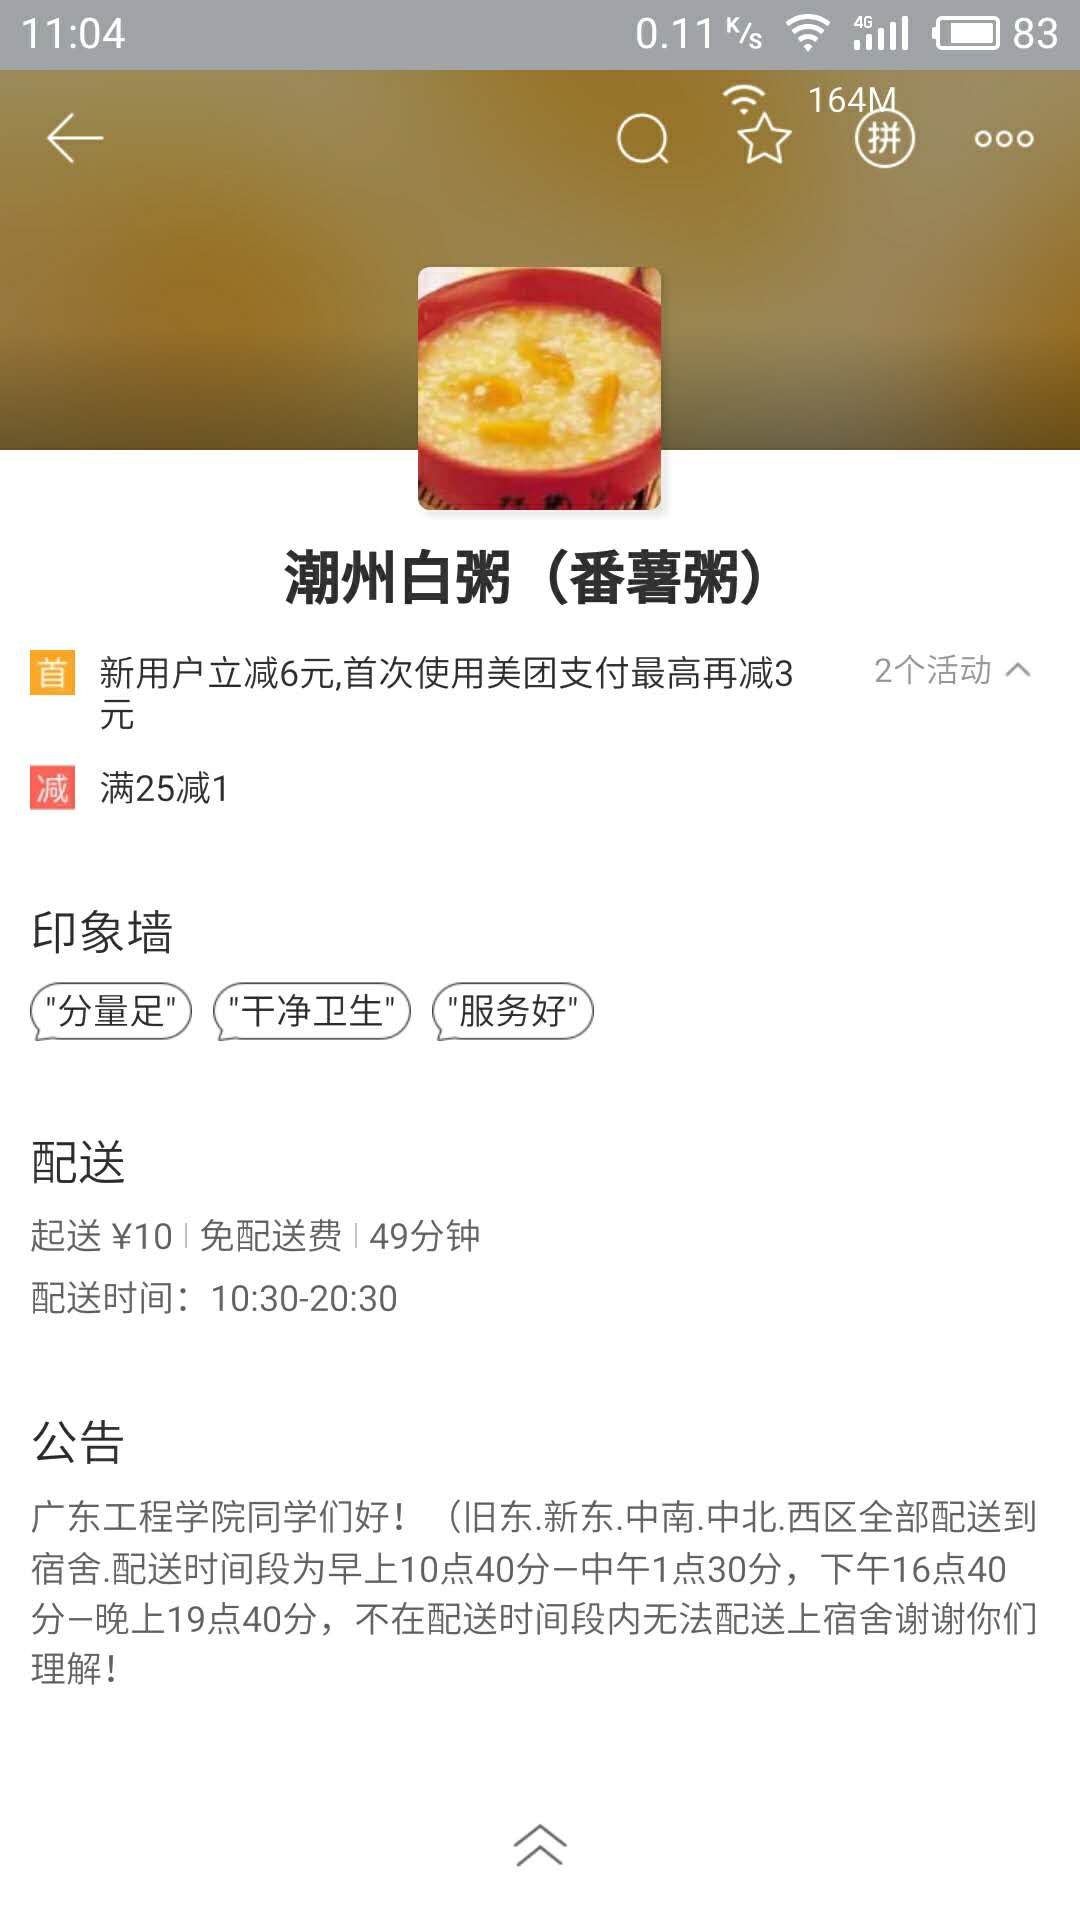 11:04
0.11 K/s 4G 83
164M
拼
潮州白粥（番薯粥）
首 新用户立减6元,首次使用美团支付最高再减3 2个活动
元
减 满25减1
印象墙
"分量足" "干净卫生" "服务好"
配送
起送 ¥10 免配送费 49分钟
配送时间：10:30-20:30
公告
广东工程学院同学们好！（旧东.新东.中南.中北.西区全部配送到
宿舍.配送时间段为早上10点40分—中午1点30分，下午16点40
分—晚上19点40分，不在配送时间段内无法配送上宿舍谢谢你们
理解！